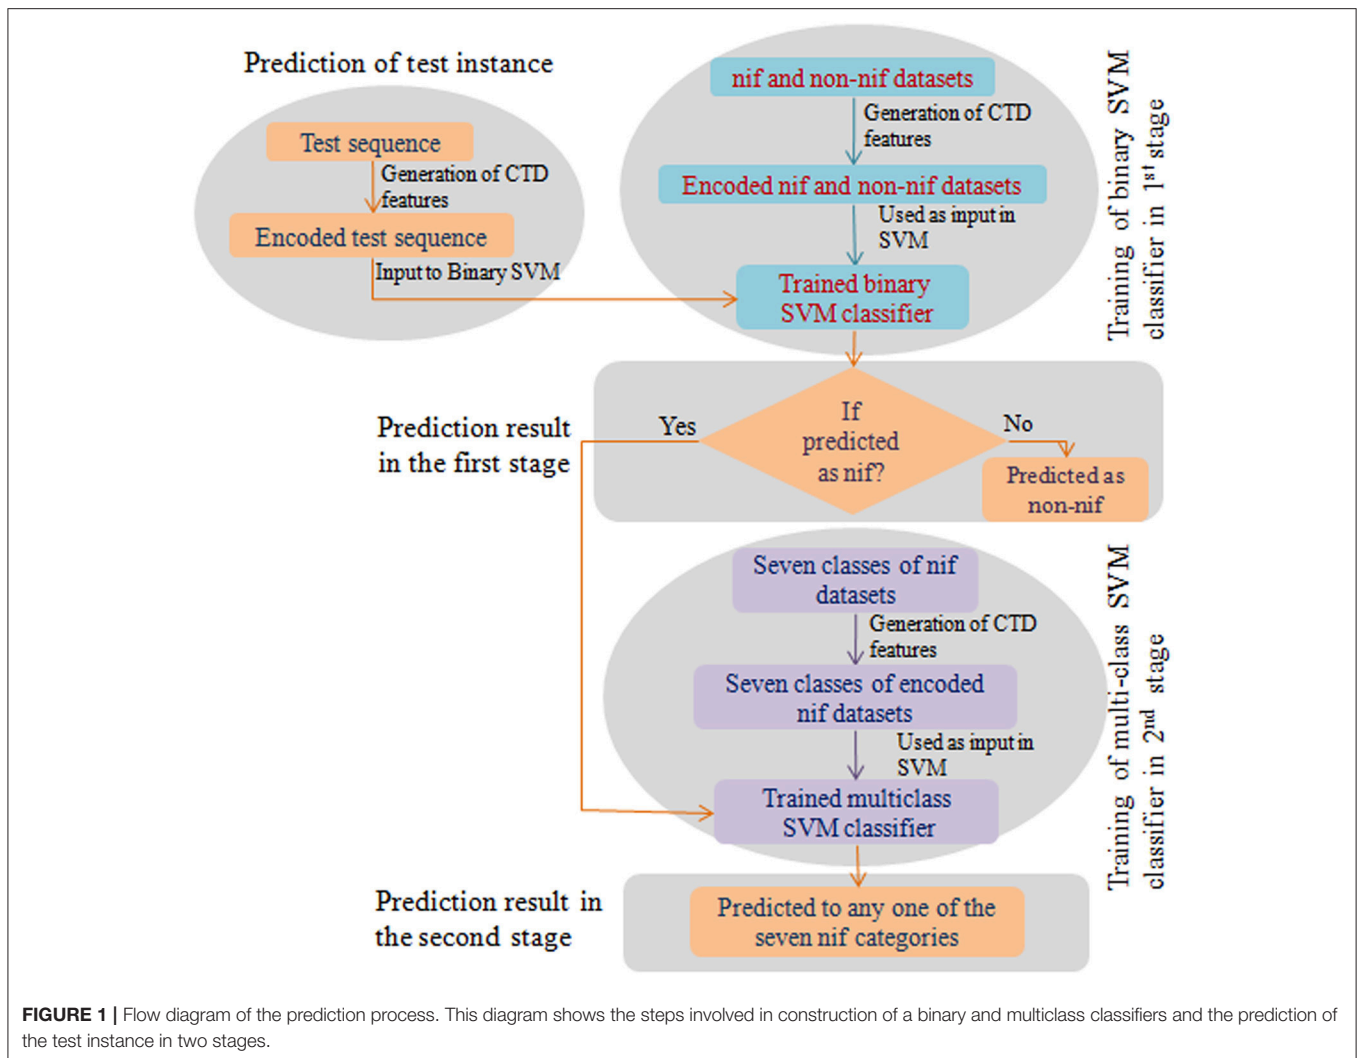 Prediction of test instance
Test sequence
Generation of CTD
features
Encoded test sequence
Input to Binary SVM
nif and non-nif datasets
Generation of CTD
features
Encoded nif and non-nif datasets
Used as input in
SVM
Trained binary
SVM classifier
Training of binary SVM
classifier in 1st stage
Prediction result
in the first stage
Yes
If
predicted
as nif?
No
Predicted as
non-nif
Seven classes of nif
datasets
Generation of CTD
features
Seven classes of encoded
nif datasets
Used as input in
SVM
Trained multiclass
SVM classifier
Training of multi-class SVM
classifier in 2nd stage
Prediction result in
the second stage
Predicted to any one of the
seven nif categories
FIGURE 1 | Flow diagram of the prediction process. This diagram shows the steps involved in construction of a binary and multiclass classifiers and the prediction of
the test instance in two stages.